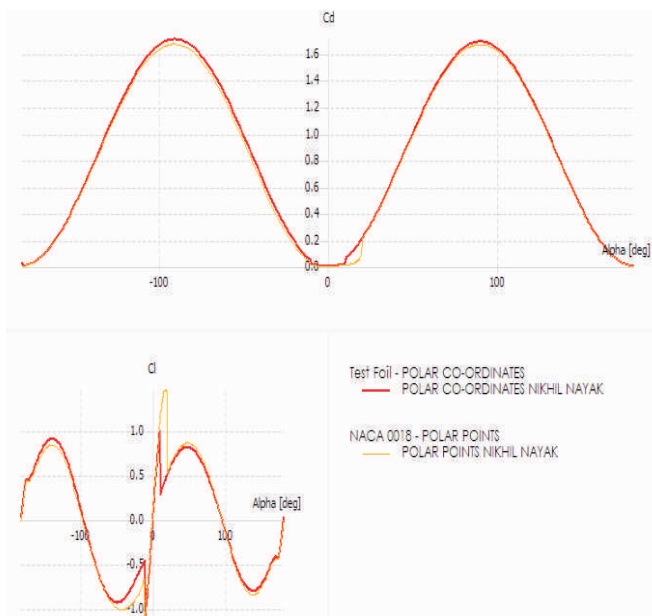 Cd
1.6
1.4
1.2
1.0
0.8
0.6
0.4
0.2
0.0
Alpha [deg]
-100
0
100
Cl
1.0
0.5
0.0
-0.5
-1.0
Alpha [deg]
-100
0
100
Test Foil - POLAR CO-ORDINATES
POLAR CO-ORDINATES NIKHIL NAYAK
NACA 0018 - POLAR POINTS
POLAR POINTS NIKHIL NAYAK